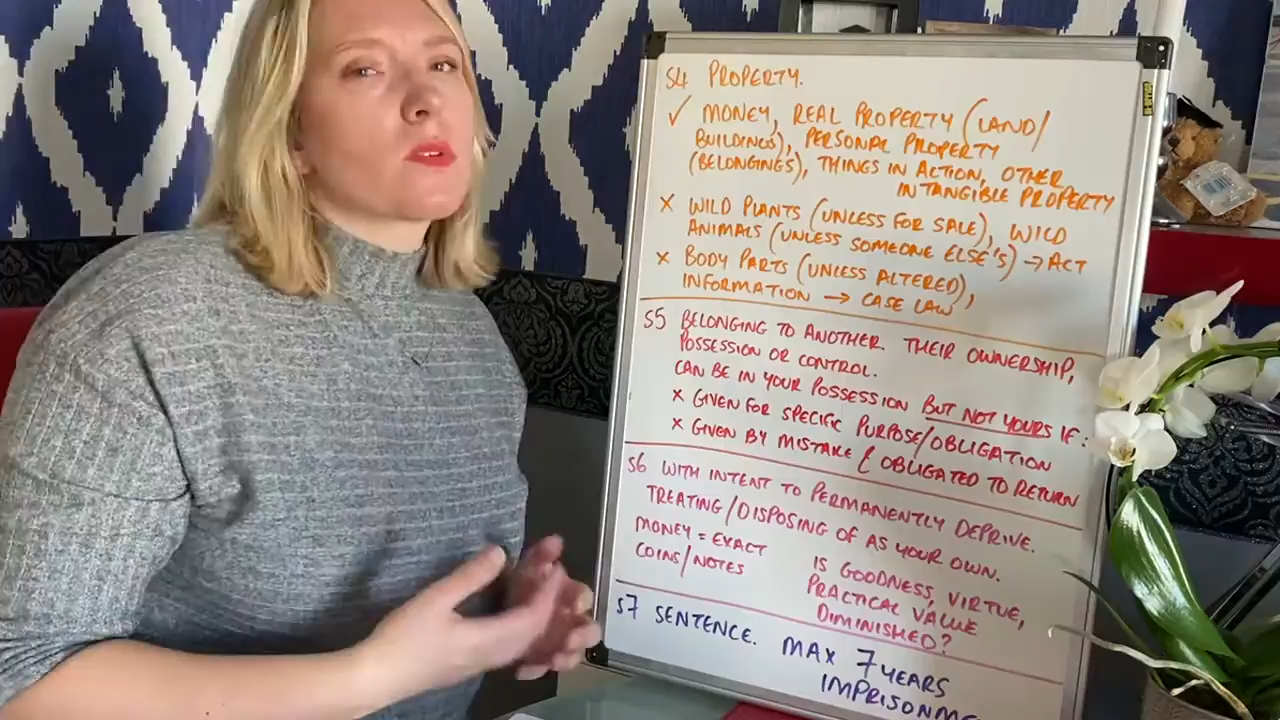 S4 PROPERTY.
✓ MONEY, REAL PROPERTY (LAND/
BUILDINGS), PERSONAL PROPERTY
(BELONGINGS), THINGS IN ACTION, OTHER
INTANGIBLE PROPERTY
x WILD PLANTS (UNLESS FOR SALE), WILD
ANIMALS (UNLESS SOMEONE ELSE'S) → ACT
x BODY PARTS (UNLESS ALTERED),
INFORMATION → CASE LAW
S5 BELONGING TO ANOTHER. THEIR OWNERSHIP,
POSSESSION OR CONTROL.
CAN BE IN YOUR POSSESSION BUT NOT YOURS IF:
x GIVEN FOR SPECIFIC PURPOSE/OBLIGATION
x GIVEN BY MISTAKE & OBLIGATED TO RETURN
S6 WITH INTENT TO PERMANENTLY DEPRIVE.
TREATING/DISPOSING OF AS YOUR OWN.
MONEY = EXACT
COINS/NOTES
IS GOODNESS, VIRTUE,
PRACTICAL VALUE
DIMINISHED?
S7 SENTENCE. MAX 7 YEARS
IMPRISONME